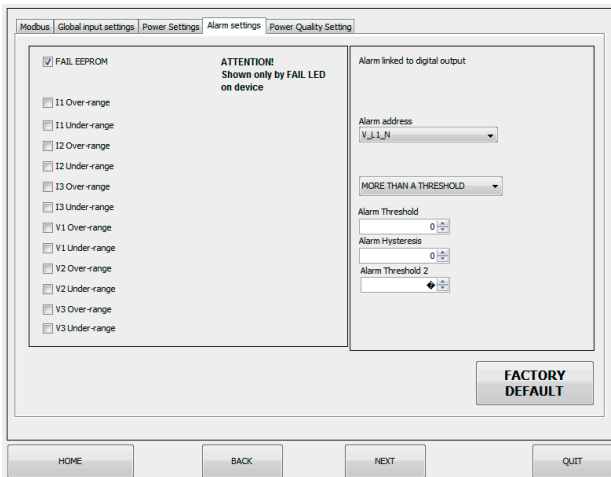 Modbus
Global input settings
Power Settings
Alarm settings
Power Quality Setting
FAIL EEPROM
ATTENTION!
Shown only by FAIL LED
on device
I1 Over-range
I1 Under-range
I2 Over-range
I2 Under-range
I3 Over-range
I3 Under-range
V1 Over-range
V1 Under-range
V2 Over-range
V2 Under-range
V3 Over-range
V3 Under-range
Alarm linked to digital output
Alarm address
V_L1_N
MORE THAN A THRESHOLD
Alarm Threshold
0
Alarm Hysteresis
0
Alarm Threshold 2
�
FACTORY
DEFAULT
HOME
BACK
NEXT
QUIT